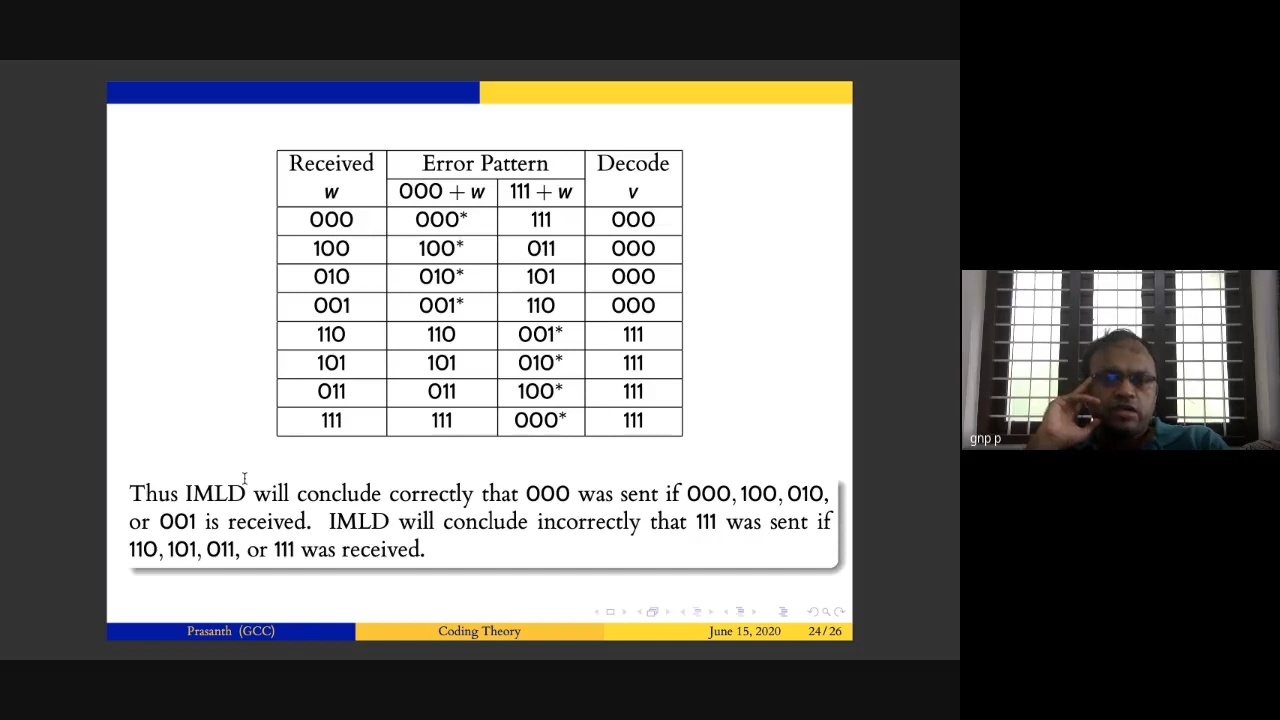 Received Error Pattern Decode
w 000 + w 111 + w v
000 000* 111 000
100 100* 011 000
010 010* 101 000
001 001* 110 000
110 110 001* 111
101 101 010* 111
011 011 100* 111
111 111 000* 111
Thus IMLD will conclude correctly that 000 was sent if 000, 100, 010,
or 001 is received. IMLD will conclude incorrectly that 111 was sent if
110, 101, 011, or 111 was received.
Prasanth (GCC) Coding Theory June 15, 2020 24/26
gnp p